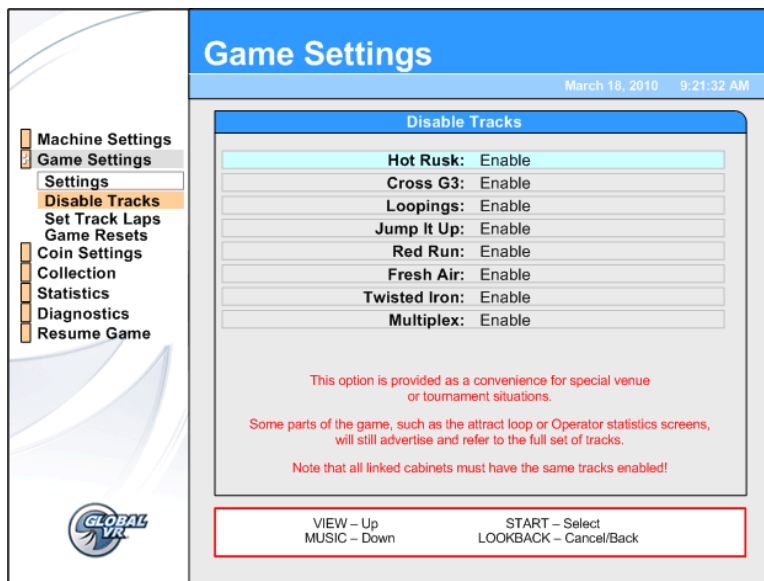 Game Settings
March 18, 2010 9:21:32 AM
Machine Settings
Game Settings
Settings
Disable Tracks
Set Track Laps
Game Resets
Coin Settings
Collection
Statistics
Diagnostics
Resume Game
GLOBAL
VR
Disable Tracks
Hot Rusk: Enable
Cross G3: Enable
Loopings: Enable
Jump It Up: Enable
Red Run: Enable
Fresh Air: Enable
Twisted Iron: Enable
Multiplex: Enable
This option is provided as a convenience for special venue
or tournament situations.
Some parts of the game, such as the attract loop or Operator statistics screens,
will still advertise and refer to the full set of tracks.
Note that all linked cabinets must have the same tracks enabled!
VIEW – Up START – Select
MUSIC – Down LOOKBACK – Cancel/Back